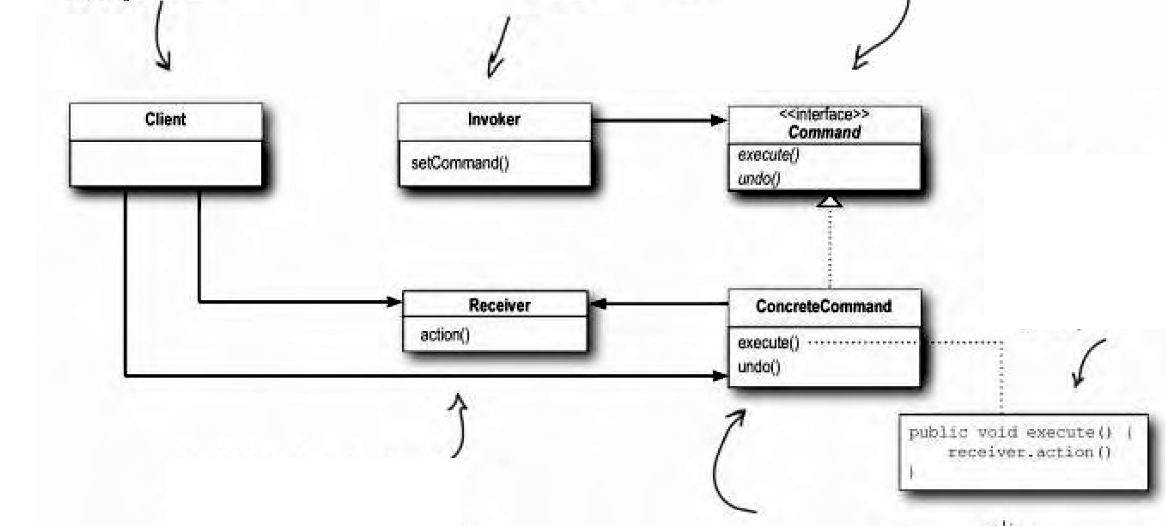 Client
Invoker
setCommand()
<<interface>>
Command
execute()
undo()
Receiver
action()
ConcreteCommand
execute()
undo()
public void execute() {
receiver.action()
}